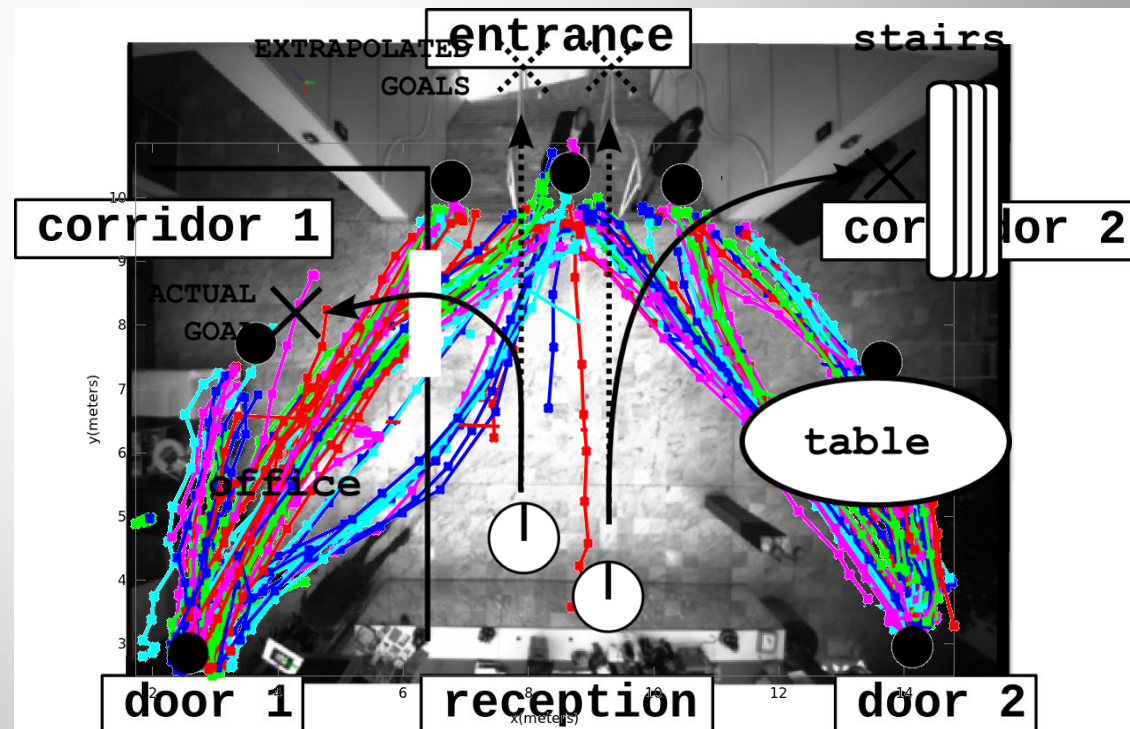 entrance
stairs
EXTRAPOLATED
GOALS
corridor 1
cor dor 2
ACTUAL
GOAL
office
table
door 1
reception
door 2
10
9
8
7
6
5
4
3
2
4
6
8
10
12
14
y(meters)
x(meters)